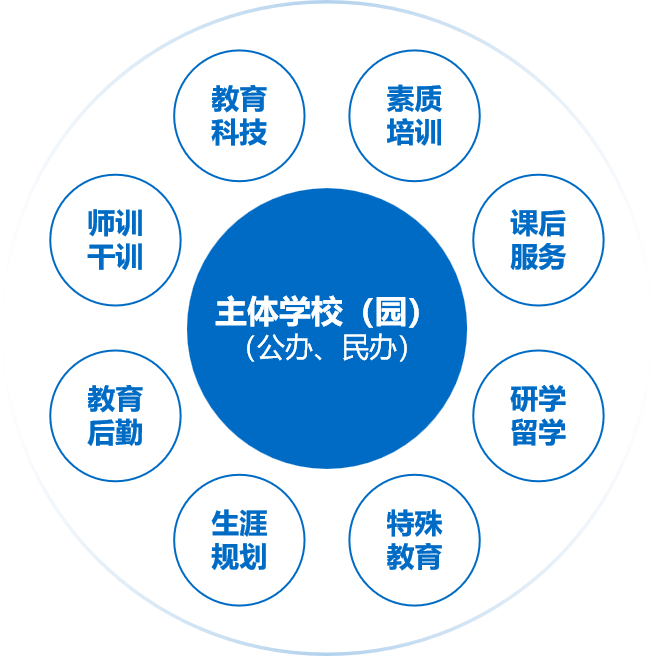 教育
科技
素质
培训
师训
干训
课后
服务
主体学校（园）
（公办、民办）
教育
后勤
研学
留学
生涯
规划
特殊
教育